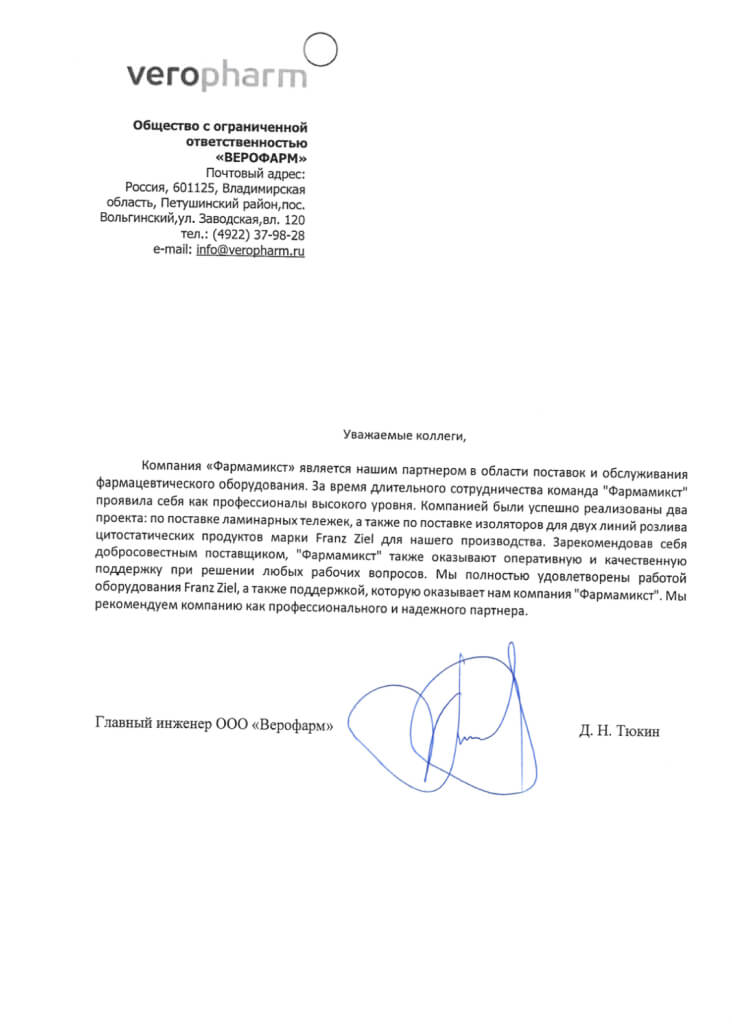 veropharm
Общество с ограниченной
ответственностью
«ВЕРОФАРМ»
Почтовый адрес:
Россия, 601125, Владимирская
область, Петушинский район,пос.
Вольгинский,ул. Заводская,вл. 120
тел.: (4922) 37-98-28
e-mail: info@veropharm.ru
Уважаемые коллеги,
Компания «Фармамикст» является нашим партнером в области поставок и обслуживания
фармацевтического оборудования. За время длительного сотрудничества команда "Фармамикст"
проявила себя как профессионалы высокого уровня. Компанией были успешно реализованы два
проекта: по поставке ламинарных тележек, а также по поставке изоляторов для двух линий розлива
цитостатических продуктов марки Franz Ziel для нашего производства. Зарекомендовав себя
добросовестным поставщиком, "Фармамикст" также оказывают оперативную и качественную
поддержку при решении любых рабочих вопросов. Мы полностью удовлетворены работой
оборудования Franz Ziel, а также поддержкой, которую оказывает нам компания "Фармамикст". Мы
рекомендуем компанию как профессионального и надежного партнера.
Главный инженер ООО «Верофарм»
Д. Н. Тюкин